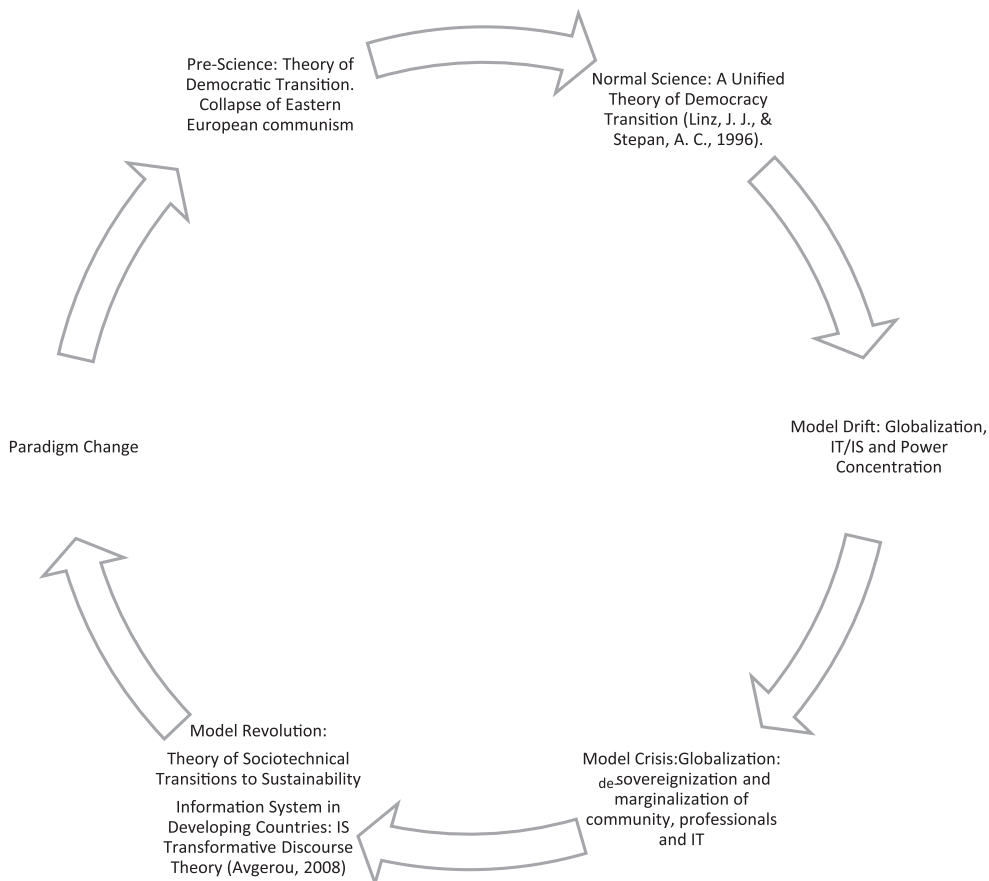 Pre-Science: Theory of
Democratic Transition.
Collapse of Eastern
European communism
Normal Science: A Unified
Theory of Democracy
Transition (Linz, J. J., &
Stepan, A. C., 1996).
Model Drift: Globalization,
IT/IS and Power
Concentration
Model Crisis:Globalization:
de-sovereignization and
marginalization of
community, professionals
and IT
Model Revolution:
Theory of Sociotechnical
Transitions to Sustainability
Information System in
Developing Countries: IS
Transformative Discourse
Theory (Avgerou, 2008)
Paradigm Change